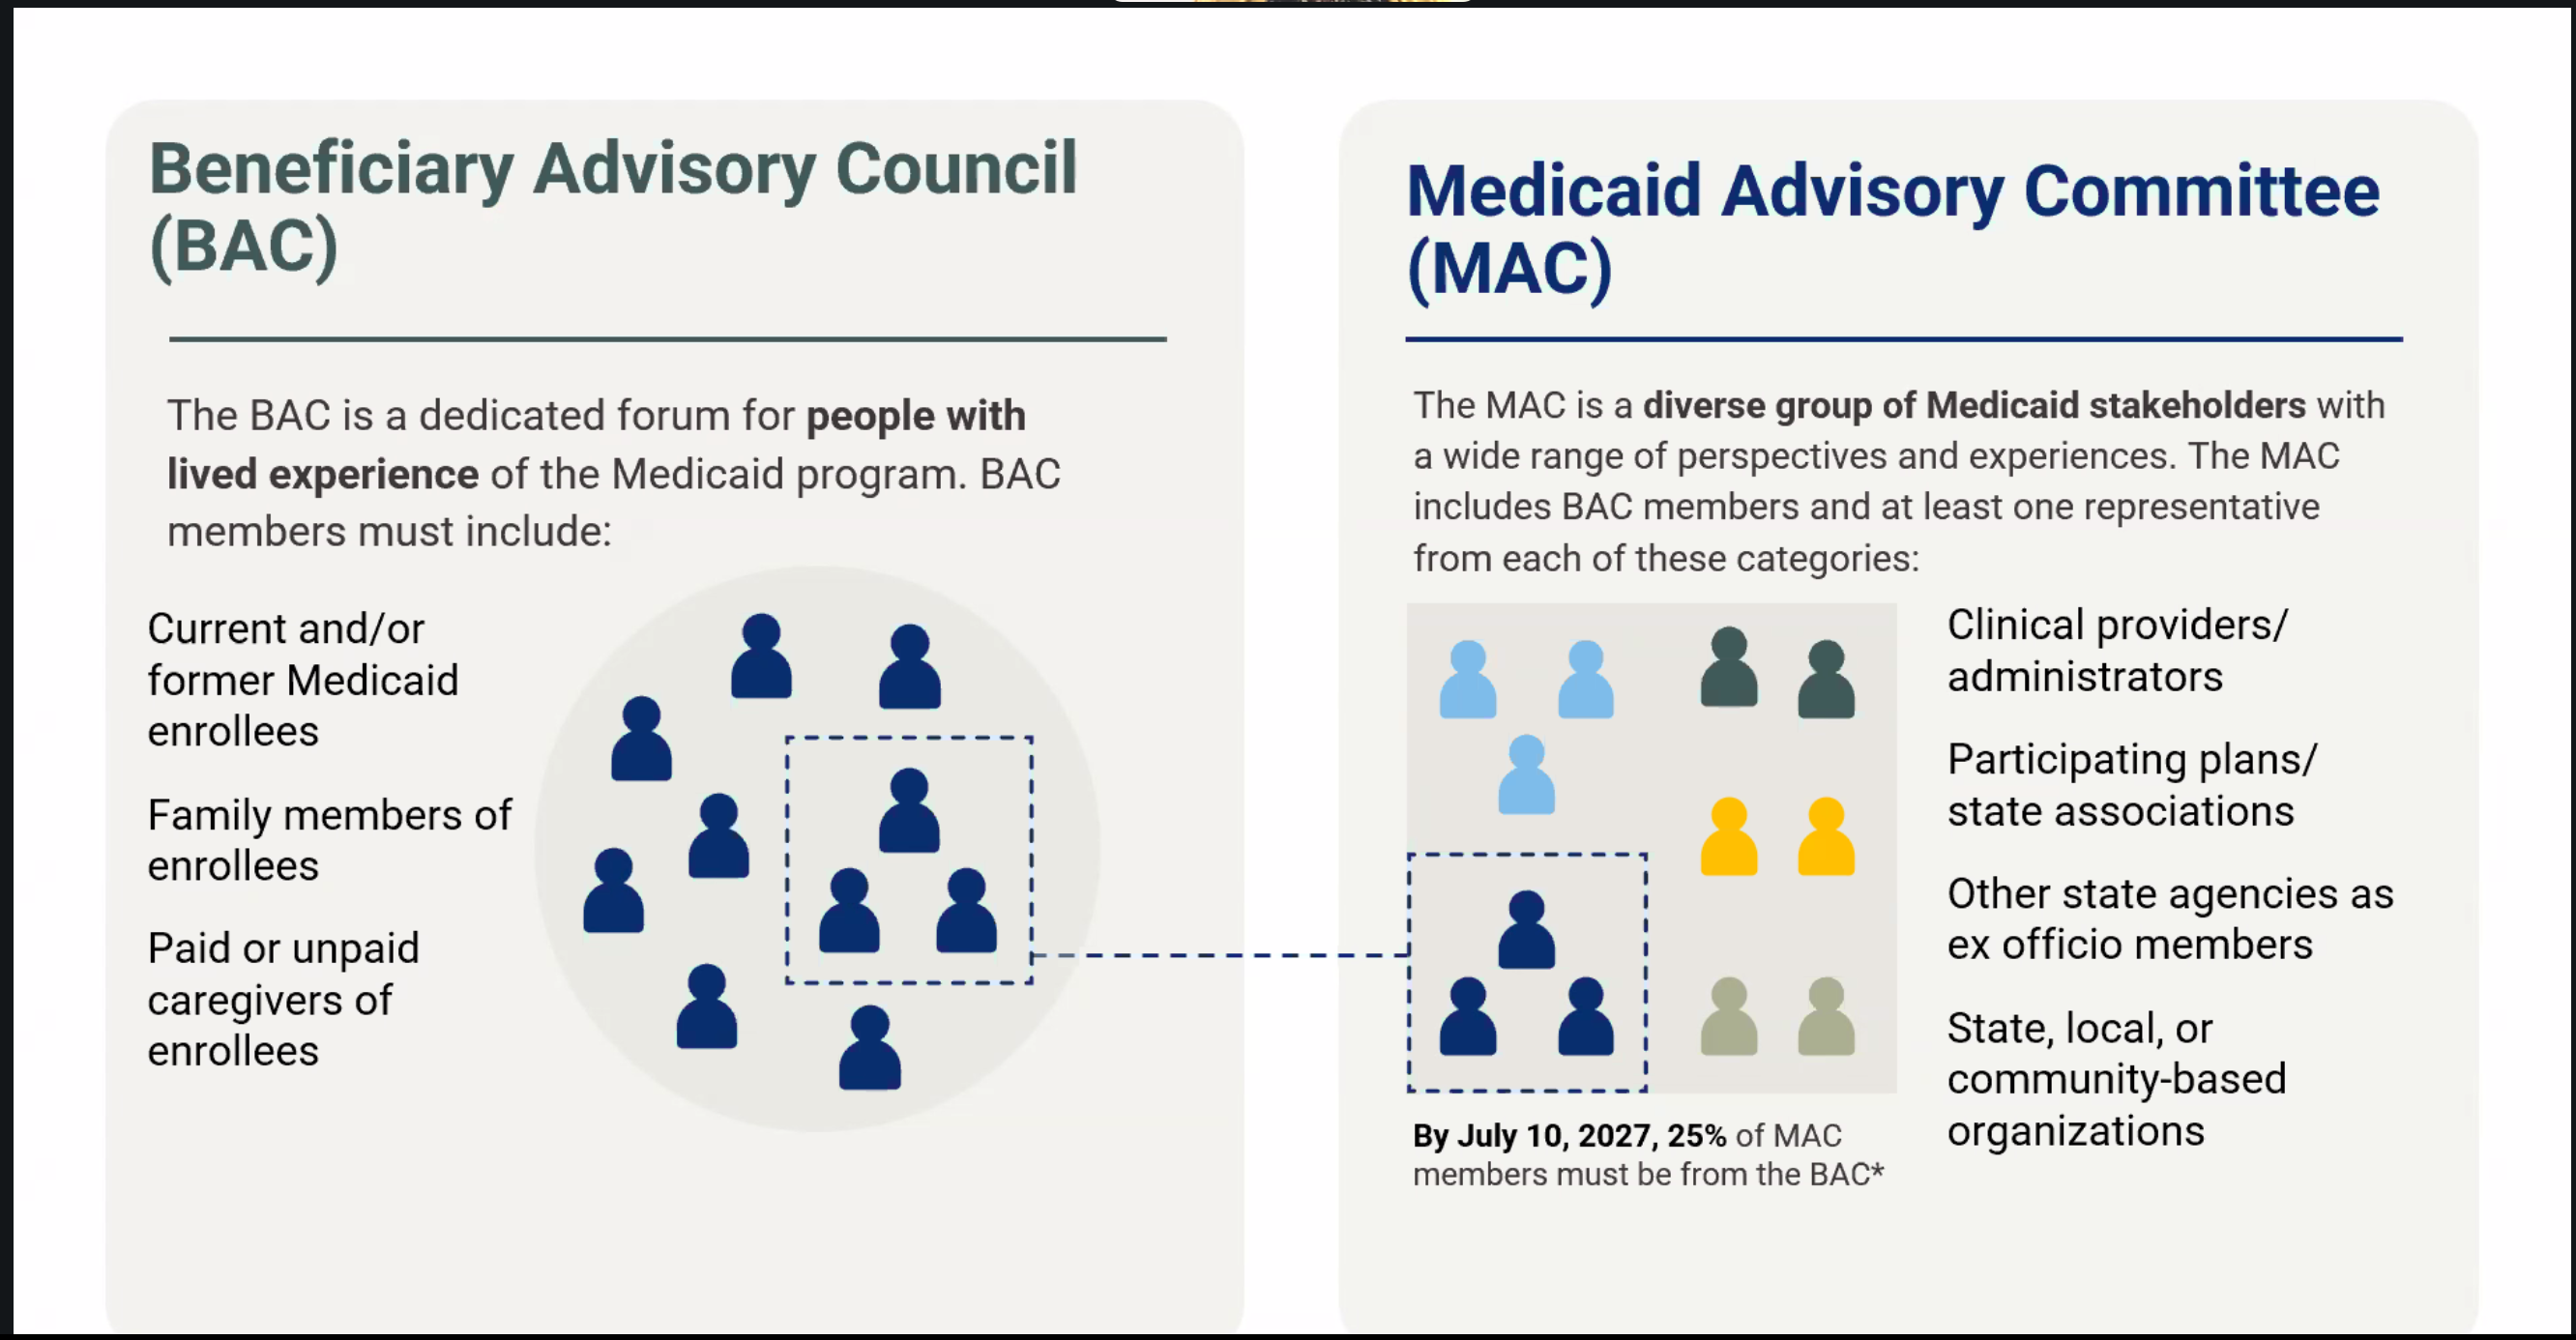 Beneficiary Advisory Council
(BAC)
The BAC is a dedicated forum for people with
lived experience of the Medicaid program. BAC
members must include:
Current and/or
former Medicaid
enrollees
Family members of
enrollees
Paid or unpaid
caregivers of
enrollees
Medicaid Advisory Committee
(MAC)
The MAC is a diverse group of Medicaid stakeholders with
a wide range of perspectives and experiences. The MAC
includes BAC members and at least one representative
from each of these categories:
Clinical providers/
administrators
Participating plans/
state associations
Other state agencies as
ex officio members
State, local, or
community-based
organizations
By July 10, 2027, 25% of MAC
members must be from the BAC*